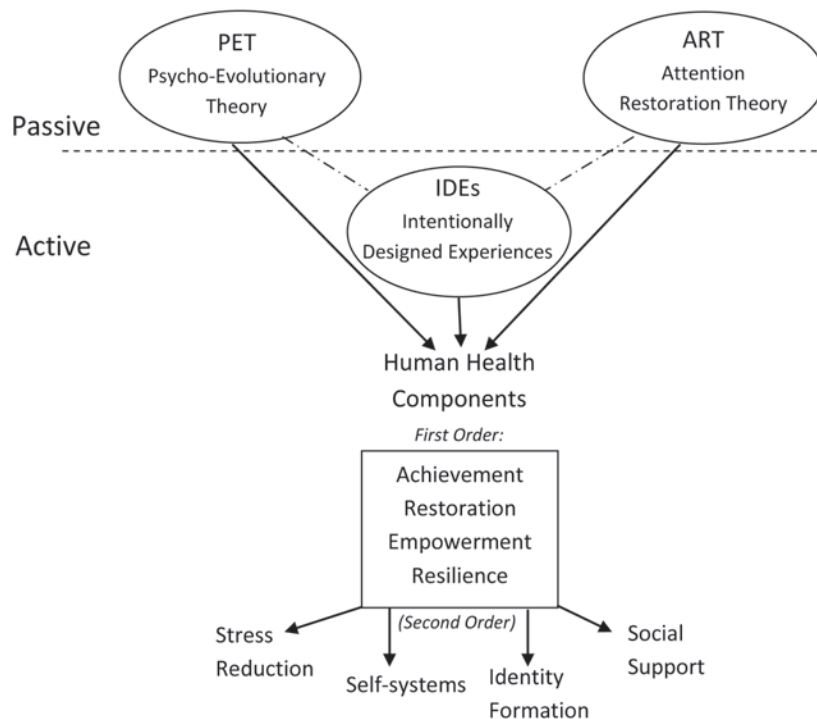 PET
Psycho-Evolutionary
Theory
ART
Attention
Restoration Theory
Passive
IDEs
Intentionally
Designed Experiences
Active
Human Health
Components
First Order:
Achievement
Restoration
Empowerment
Resilience
(Second Order)
Stress
Reduction
Self-systems
Identity
Formation
Social
Support